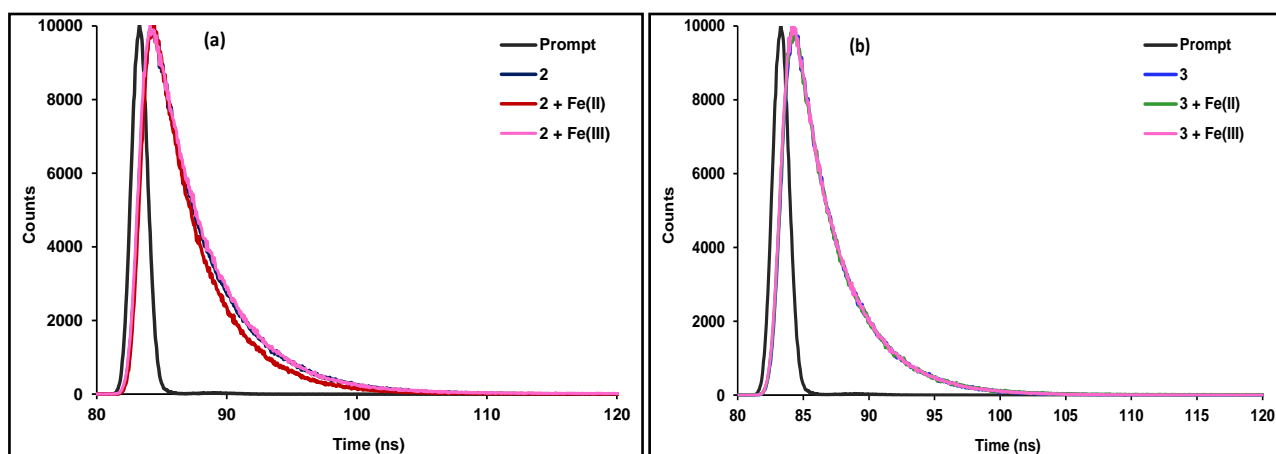 (a)
Prompt
2
2 + Fe(II)
2 + Fe(III)
10000
8000
6000
4000
2000
0
Counts
80
90
100
110
120
Time (ns)
(b)
Prompt
3
3 + Fe(II)
3 + Fe(III)
10000
8000
6000
4000
2000
0
Counts
80
85
90
95
100
105
110
115
120
Time (ns)